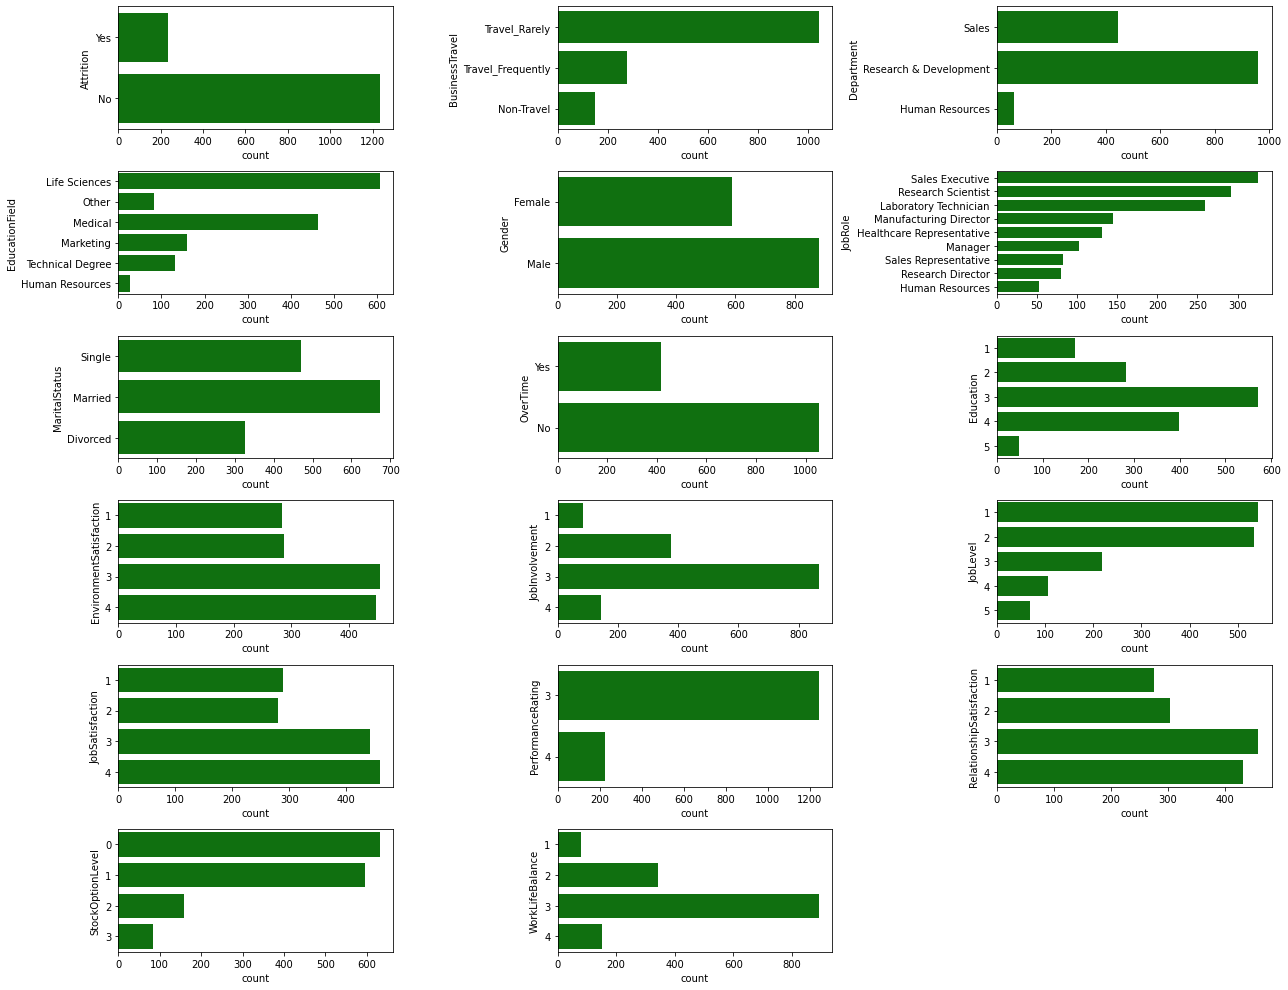 Attrition
Yes
No
0 200 400 600 800 1000 1200
count
BusinessTravel
Travel_Rarely
Travel_Frequently
Non-Travel
0 200 400 600 800 1000
count
Department
Sales
Research & Development
Human Resources
0 200 400 600 800 1000
count
EducationField
Life Sciences
Other
Medical
Marketing
Technical Degree
Human Resources
0 100 200 300 400 500 600
count
Gender
Female
Male
0 200 400 600 800
count
JobRole
Sales Executive
Research Scientist
Laboratory Technician
Manufacturing Director
Healthcare Representative
Manager
Sales Representative
Research Director
Human Resources
0 50 100 150 200 250 300
count
MaritalStatus
Single
Married
Divorced
0 100 200 300 400 500 600 700
count
OverTime
Yes
No
0 200 400 600 800 1000
count
Education
1
2
3
4
5
0 100 200 300 400 500 600
count
EnvironmentSatisfaction
1
2
3
4
0 100 200 300 400
count
JobInvolvement
1
2
3
4
0 200 400 600 800
count
JobLevel
1
2
3
4
5
0 100 200 300 400 500
count
JobSatisfaction
1
2
3
4
0 100 200 300 400
count
PerformanceRating
3
4
0 200 400 600 800 1000 1200
count
RelationshipSatisfaction
1
2
3
4
0 100 200 300 400
count
StockOptionLevel
0
1
2
3
0 100 200 300 400 500 600
count
WorkLifeBalance
1
2
3
4
0 200 400 600 800
count